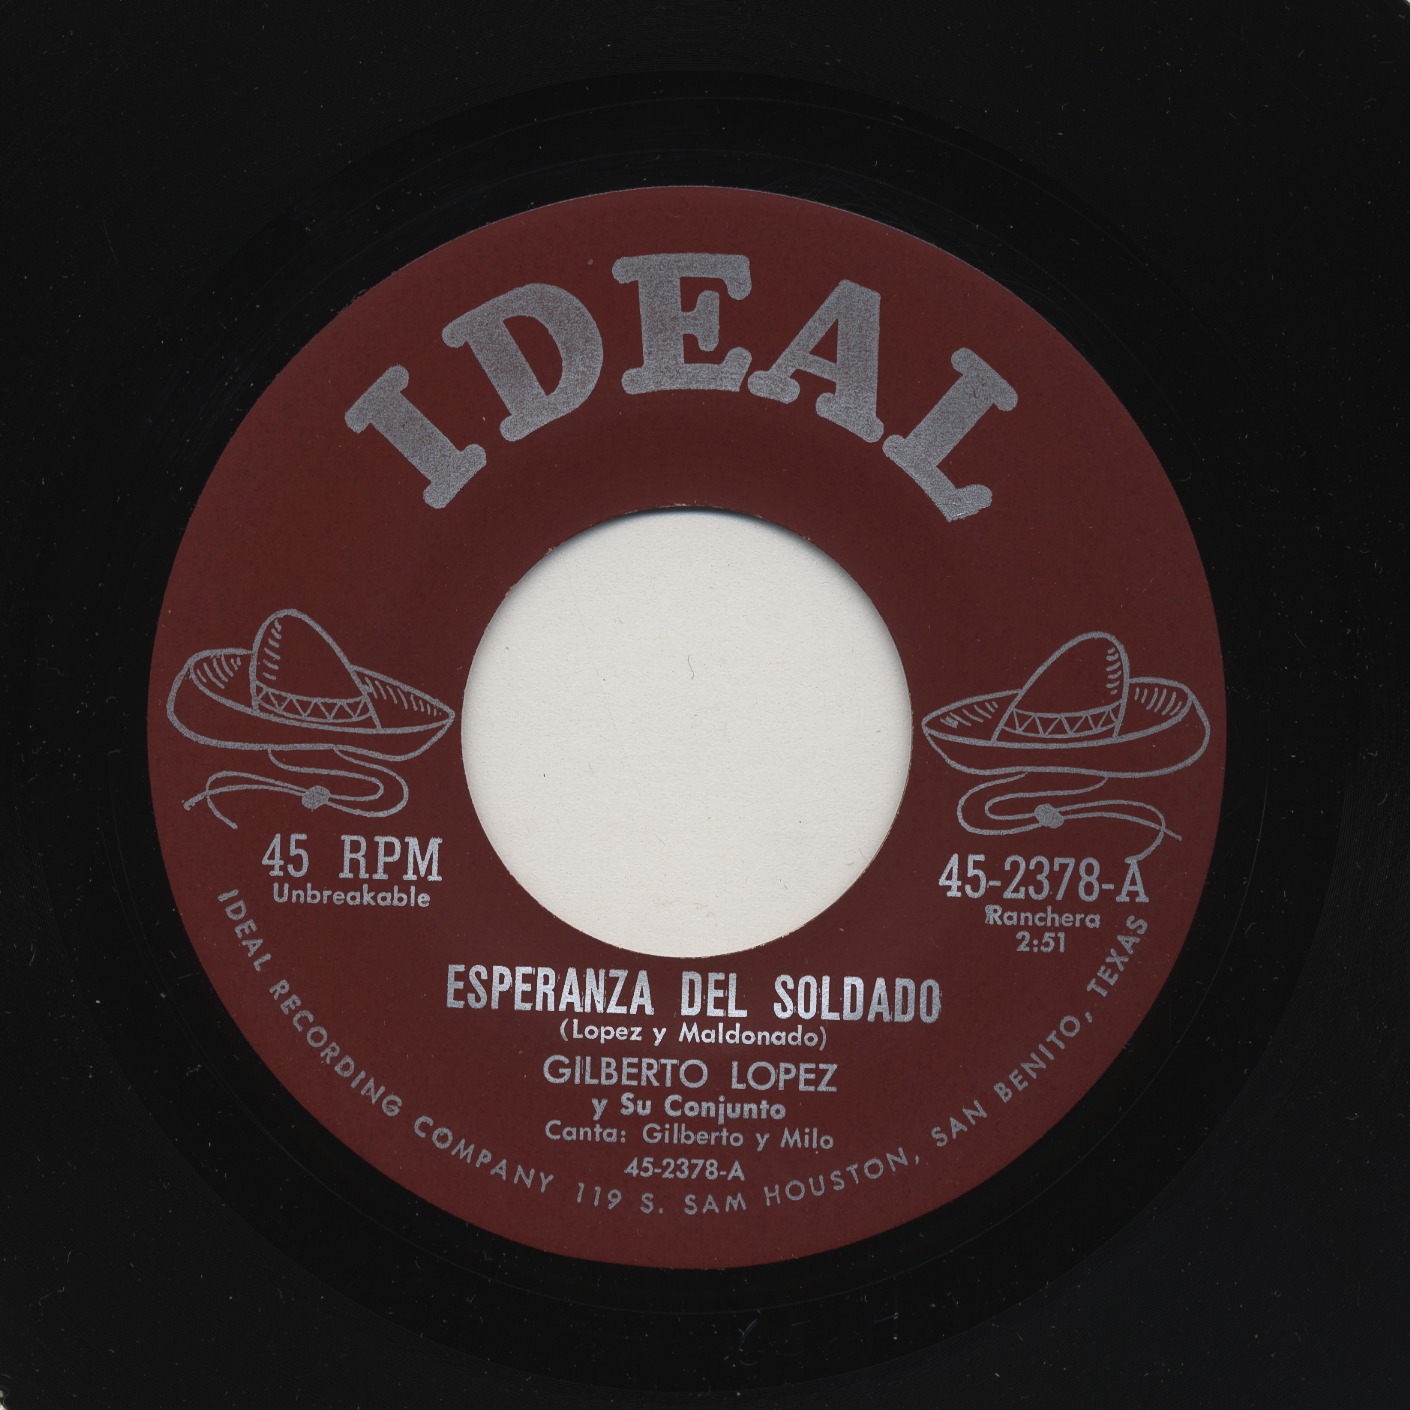 IDEAL
45 RPM
Unbreakable
45-2378-A
Ranchera
2:51
ESPERANZA DEL SOLDADO
(Lopez y Maldonado)
GILBERTO LOPEZ
y Su Conjunto
Canta: Gilberto y Milo
45-2378-A
IDEAL RECORDING COMPANY 119 S. SAM HOUSTON, SAN BENITO, TEXAS